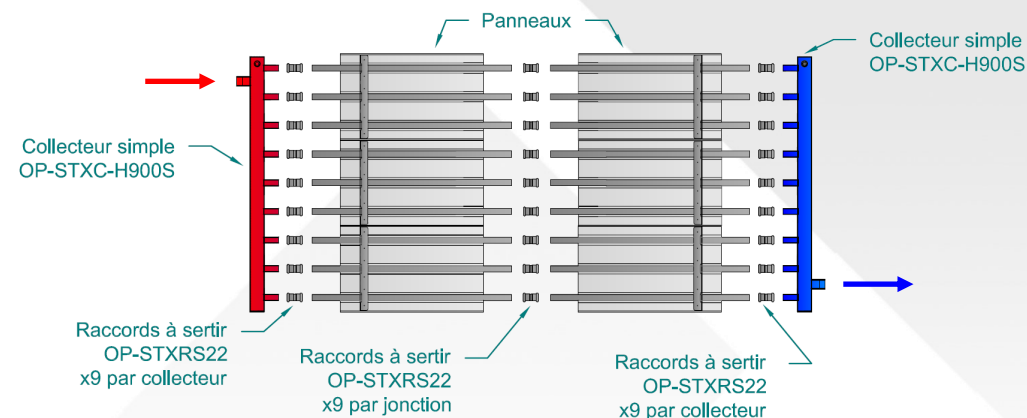 Panneaux
Collecteur simple
OP-STXC-H900S
Collecteur simple
OP-STXC-H900S
Raccords à sertir
OP-STXRS22
x9 par collecteur
Raccords à sertir
OP-STXRS22
x9 par jonction
Raccords à sertir
OP-STXRS22
x9 par collecteur